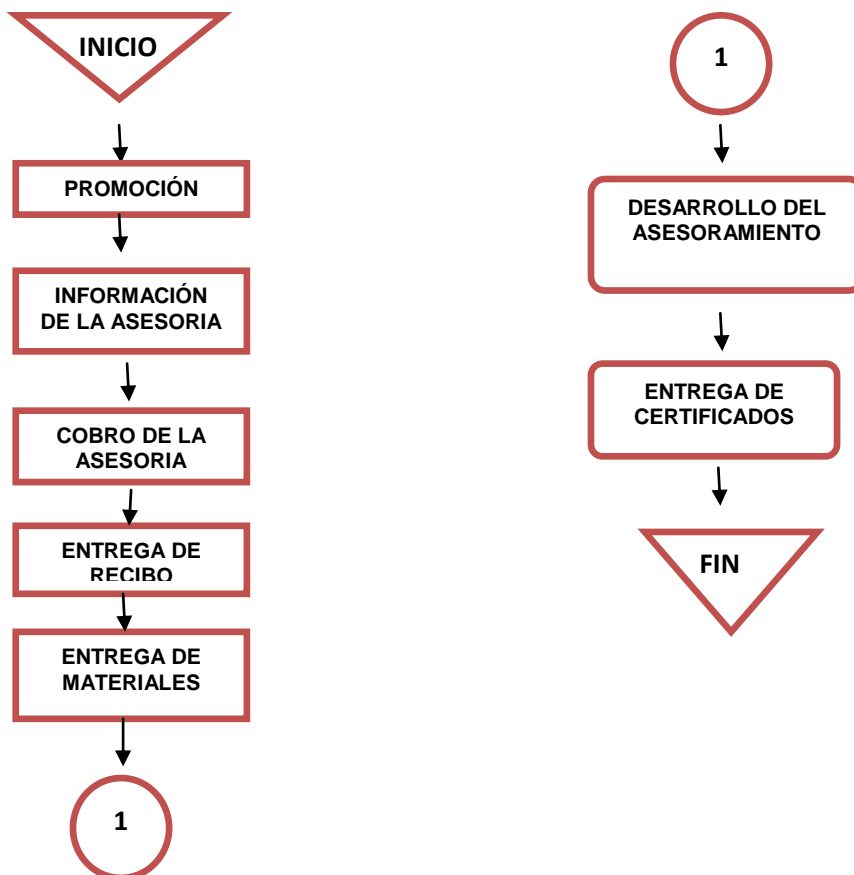 INICIO
PROMOCIÓN
INFORMACIÓN
DE LA ASESORIA
COBRO DE LA
ASESORIA
ENTREGA DE
RECIBO
ENTREGA DE
MATERIALES
1
1
DESARROLLO DEL
ASESORAMIENTO
ENTREGA DE
CERTIFICADOS
FIN